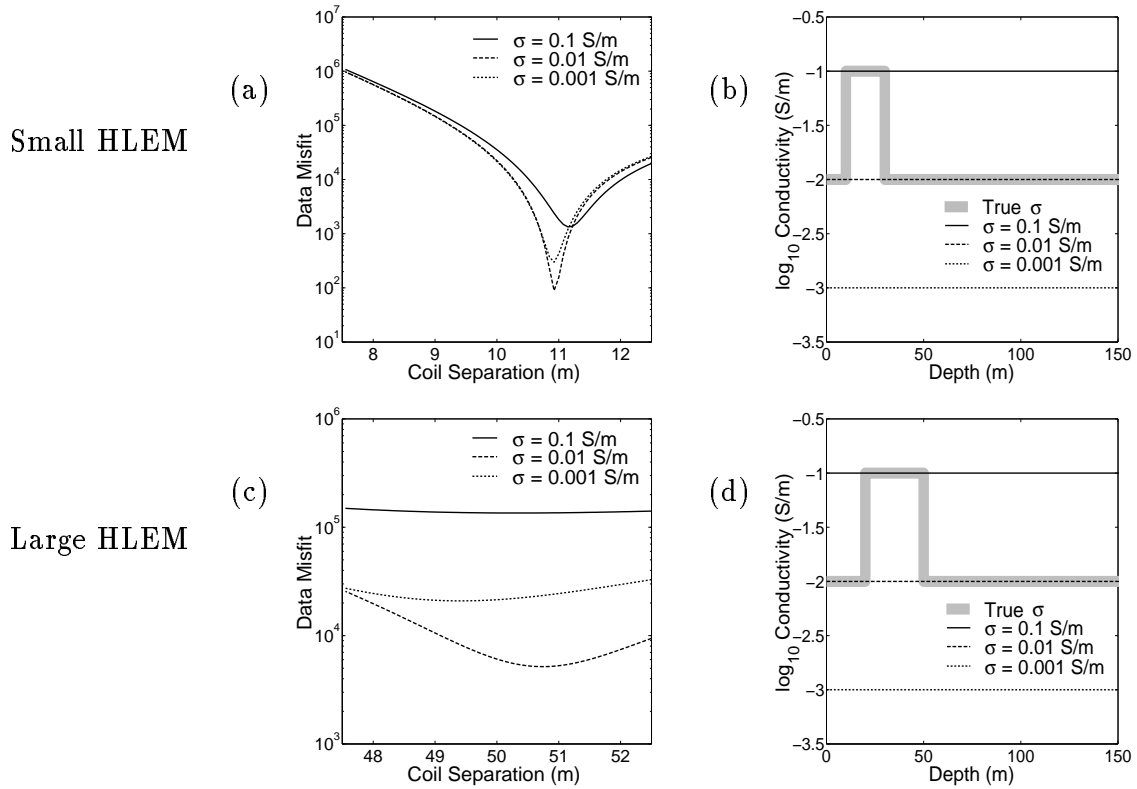 Small HLEM
(a)
10^6
10^5
10^4
10^3
10^2
10^1
Data Misfit
σ = 0.1 S/m
σ = 0.01 S/m
σ = 0.001 S/m
8 9 10 11 12
Coil Separation (m)
(b)
−0.5
−1
−1.5
−2
−2.5
−3
−3.5
log10 Conductivity (S/m)
True σ
σ = 0.1 S/m
σ = 0.01 S/m
σ = 0.001 S/m
0 50 100 150
Depth (m)
Large HLEM
(c)
10^6
10^5
10^4
10^3
Data Misfit
σ = 0.1 S/m
σ = 0.01 S/m
σ = 0.001 S/m
48 49 50 51 52
Coil Separation (m)
(d)
−0.5
−1
−1.5
−2
−2.5
−3
−3.5
log10 Conductivity (S/m)
True σ
σ = 0.1 S/m
σ = 0.01 S/m
σ = 0.001 S/m
0 50 100 150
Depth (m)